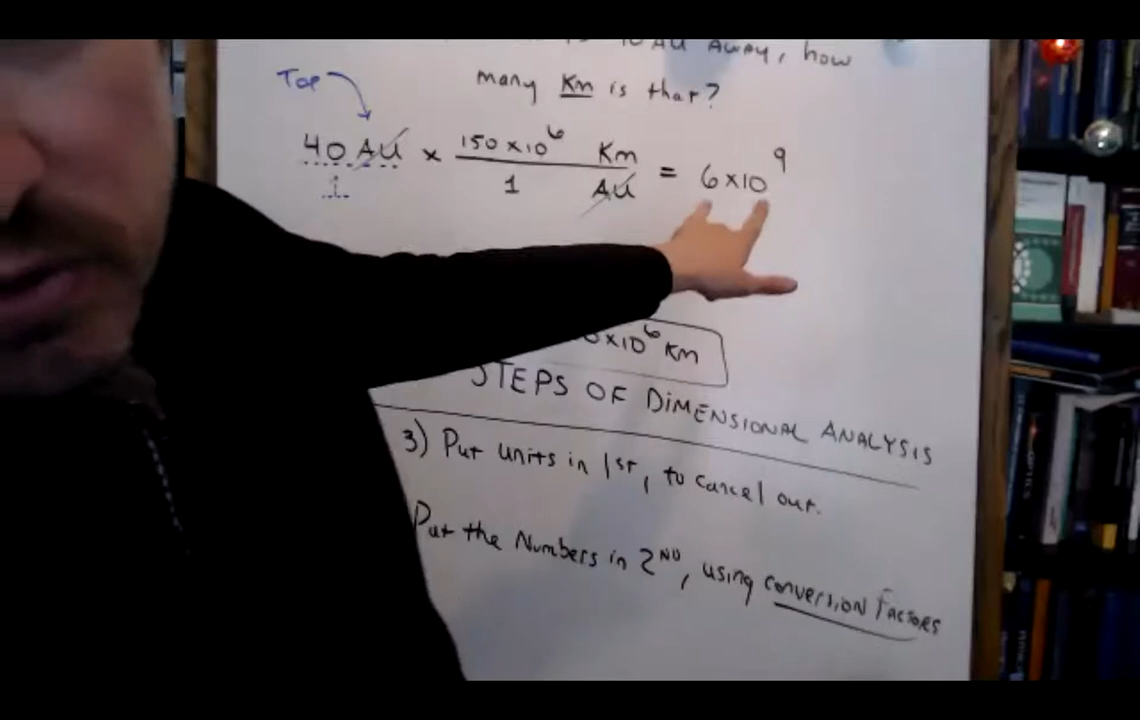 40 AU AWAY, how
many Km is that?
TOP
40 AU × 150×10⁶ Km = 6×10⁹
1 1 AU
×10⁶ Km
STEPS OF DIMENSIONAL ANALYSIS
3) Put units in 1ST, to cancel out.
Put the Numbers in 2ND, using conversion Factors